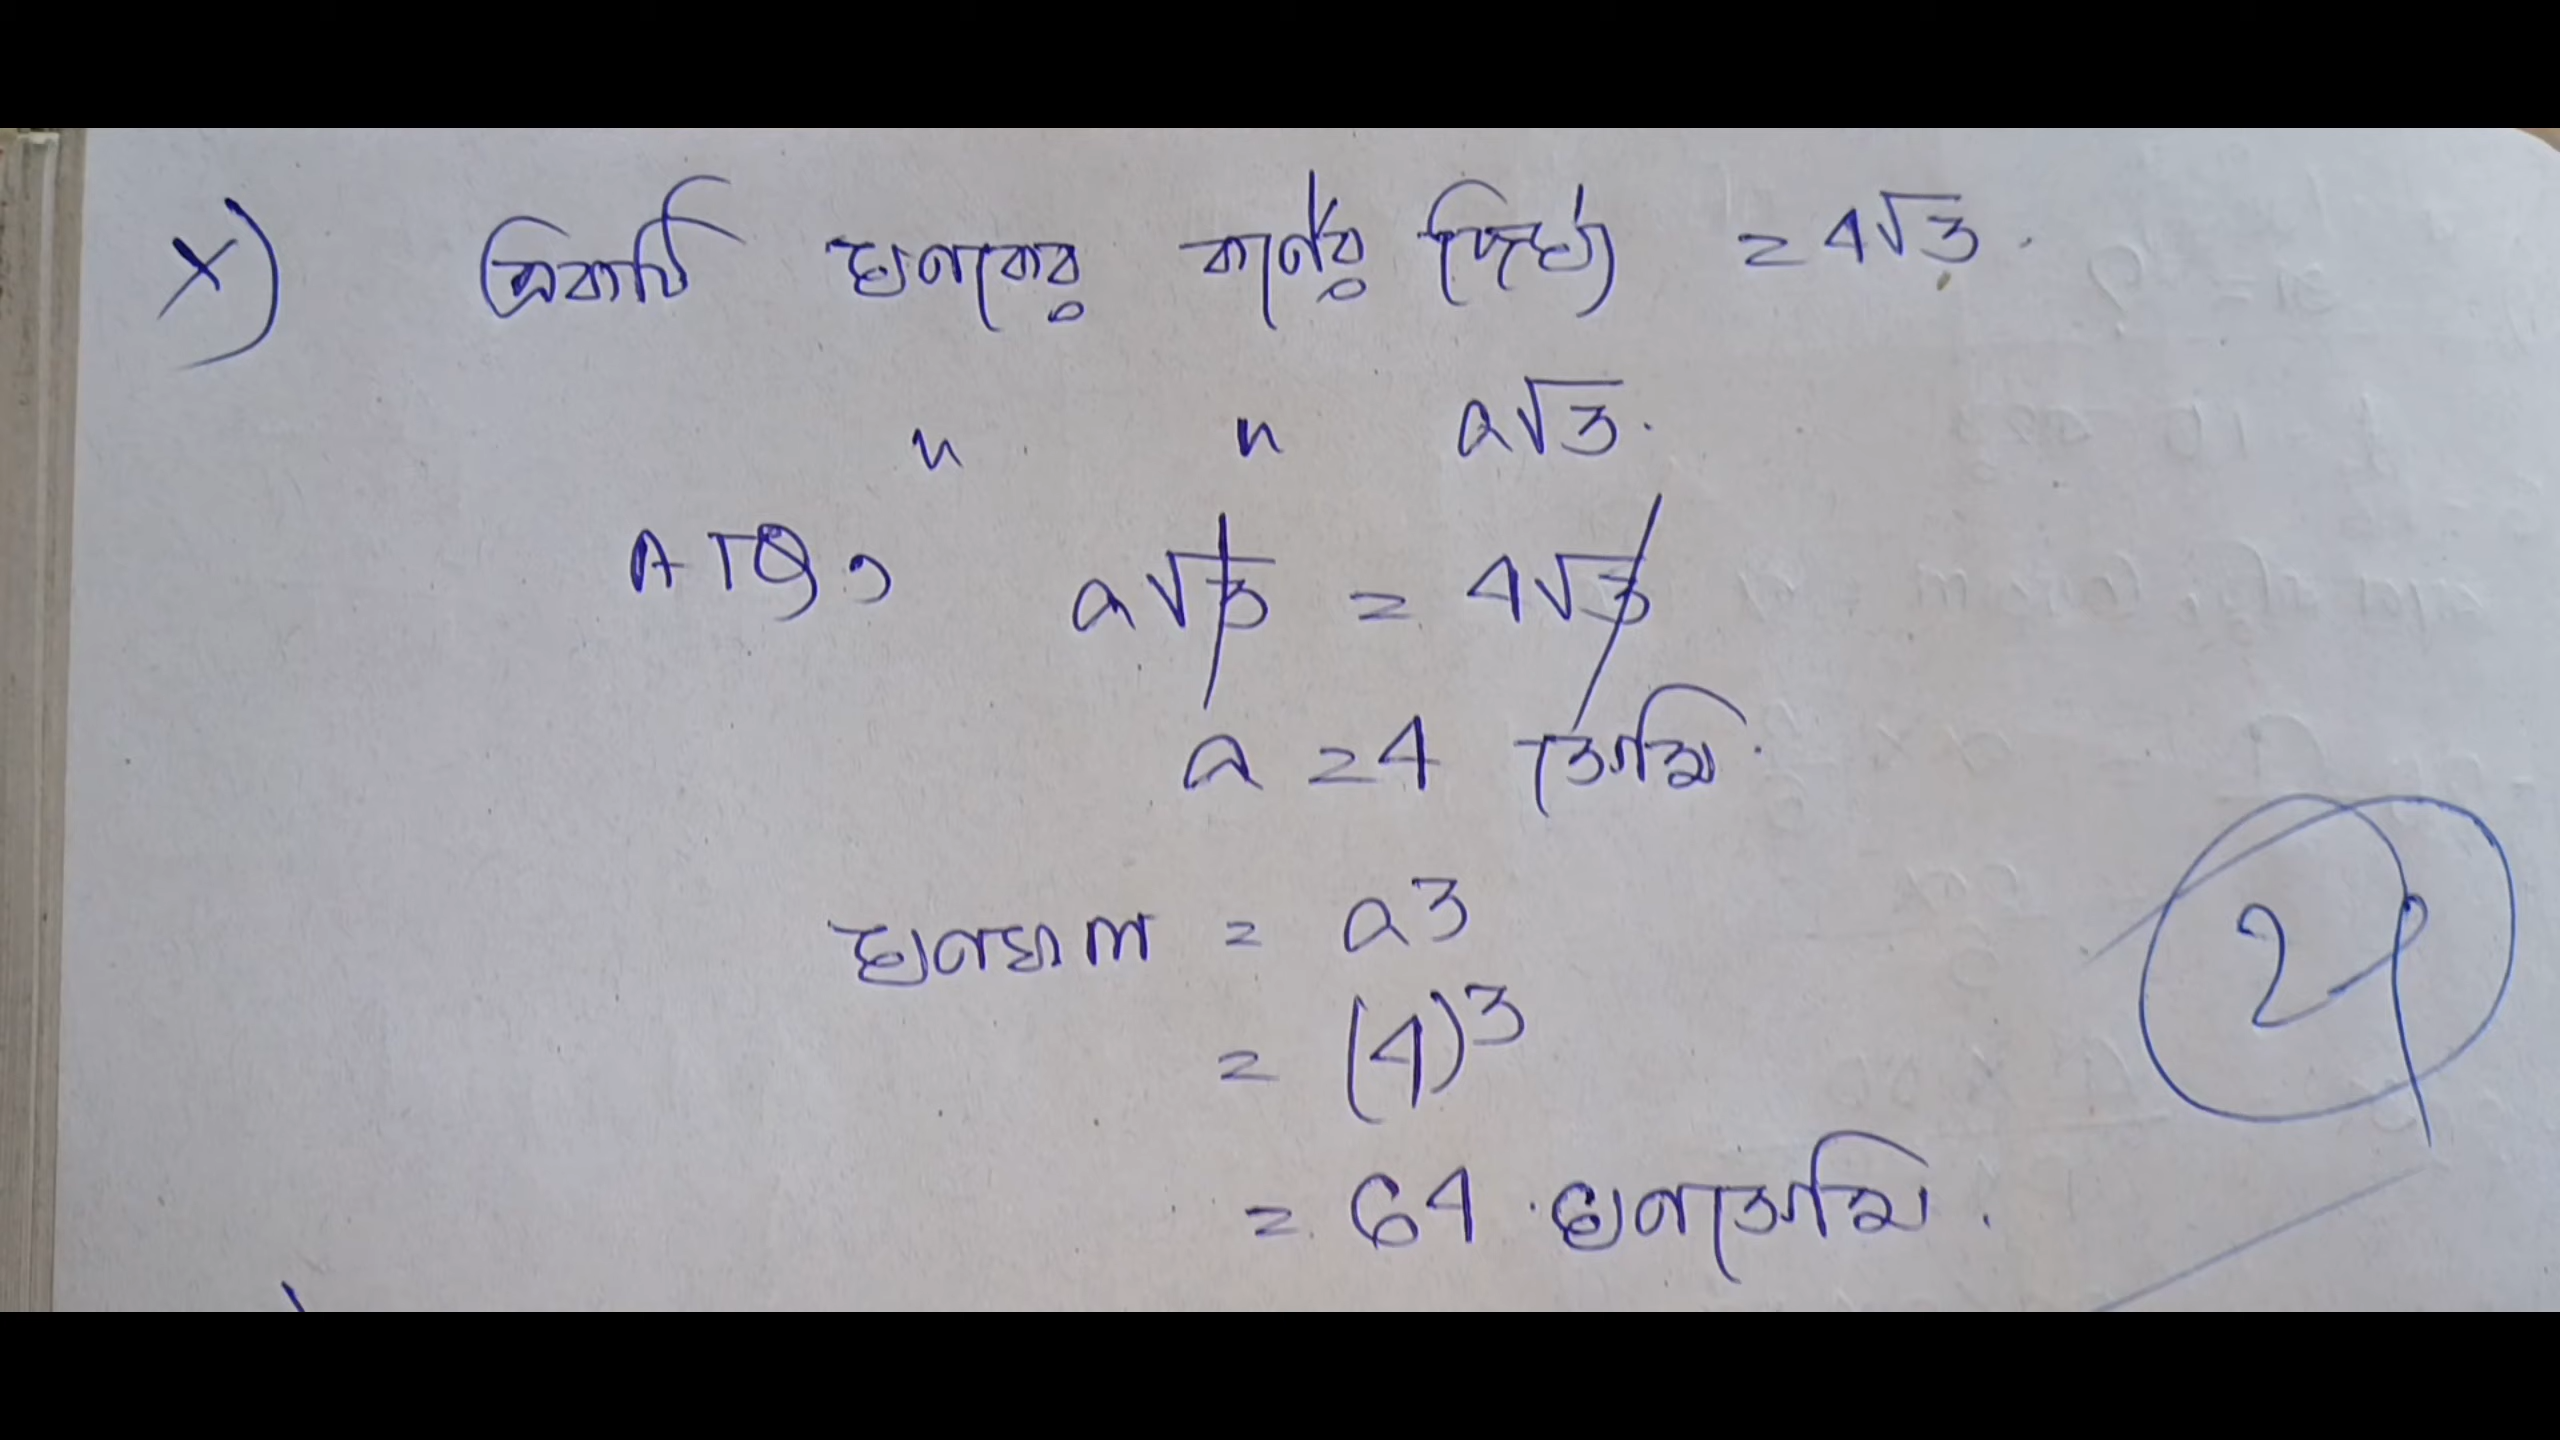 x) একটি ঘনকের কর্ণের দৈর্ঘ্য = 4√3.
" " a√3.
ATQ, a√3 = 4√3
a = 4 সেমি.
ঘনফল = a3
= (4)3
= 64 ঘনসেমি.